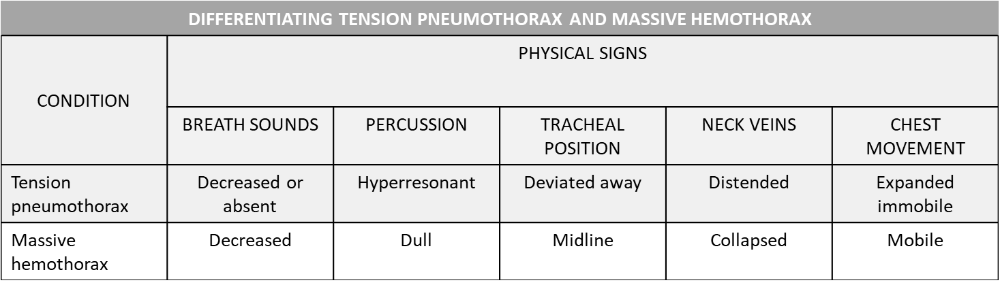 DIFFERENTIATING TENSION PNEUMOTHORAX AND MASSIVE HEMOTHORAX
CONDITION
PHYSICAL SIGNS
BREATH SOUNDS
PERCUSSION
TRACHEAL
POSITION
NECK VEINS
CHEST
MOVEMENT
Tension
pneumothorax
Decreased or
absent
Hyperresonant
Deviated away
Distended
Expanded
immobile
Massive
hemothorax
Decreased
Dull
Midline
Collapsed
Mobile